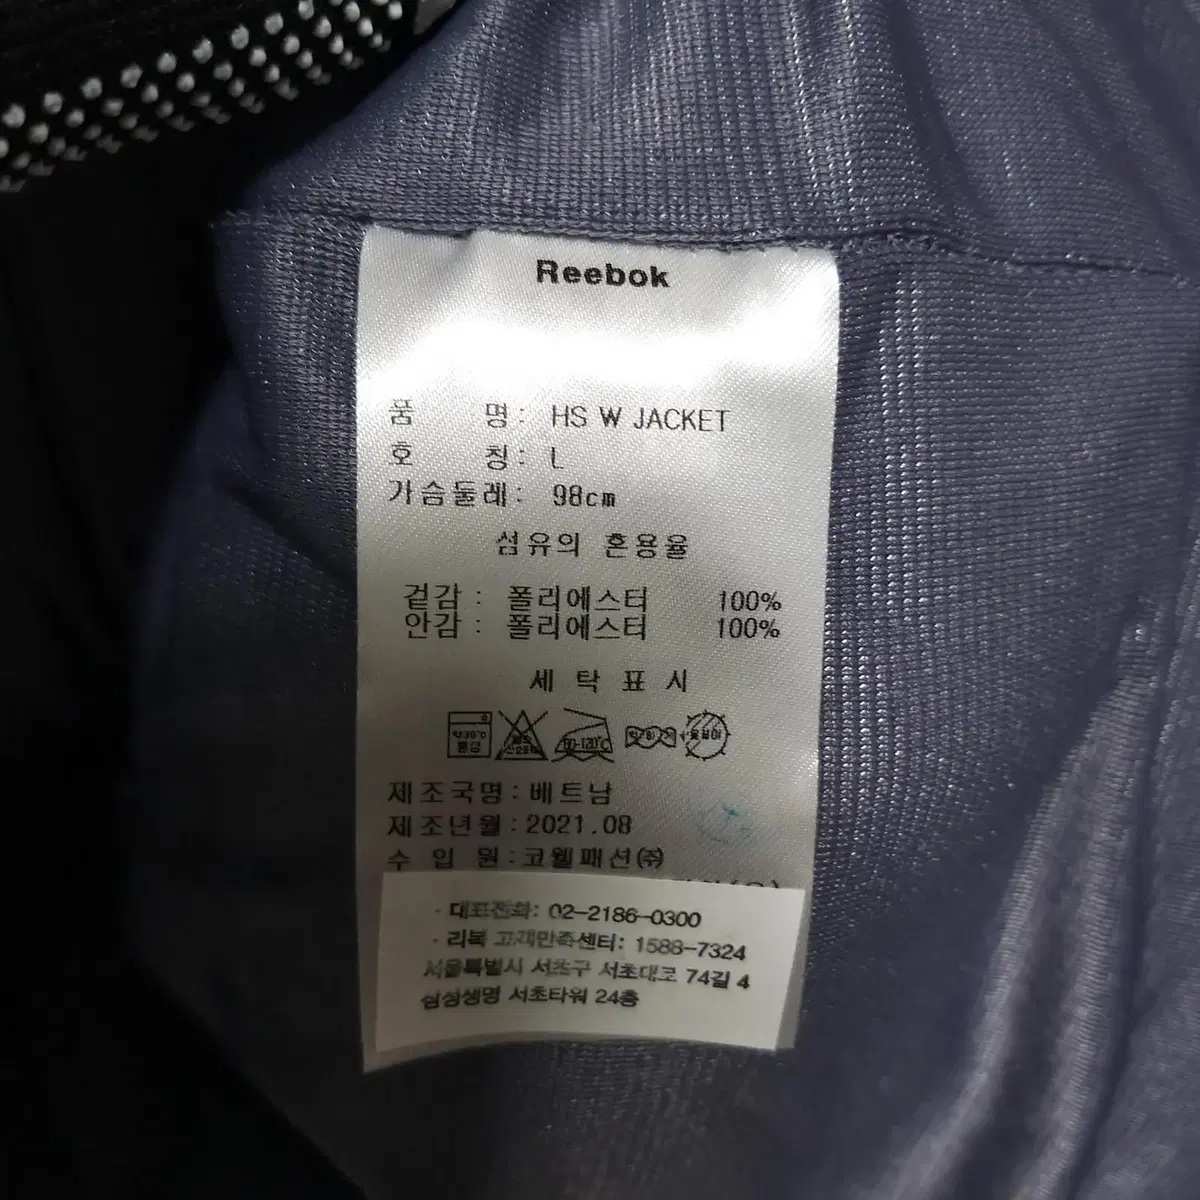 Reebok
품 명: HS W JACKET
호 칭: L
가슴둘레: 98cm
섬유의 혼용율
겉감 : 폴리에스터 100%
안감 : 폴리에스터 100%
세 탁 표 시
제조국명:베트남
제조년월:2021.08
수 입 원:코웰패션㈜
· 대표전화: 02-2186-0300
· 리복 고객만족센터: 1588-7324
서울특별시 서초구 서초대로 74길 4
삼성생명 서초타워 24층